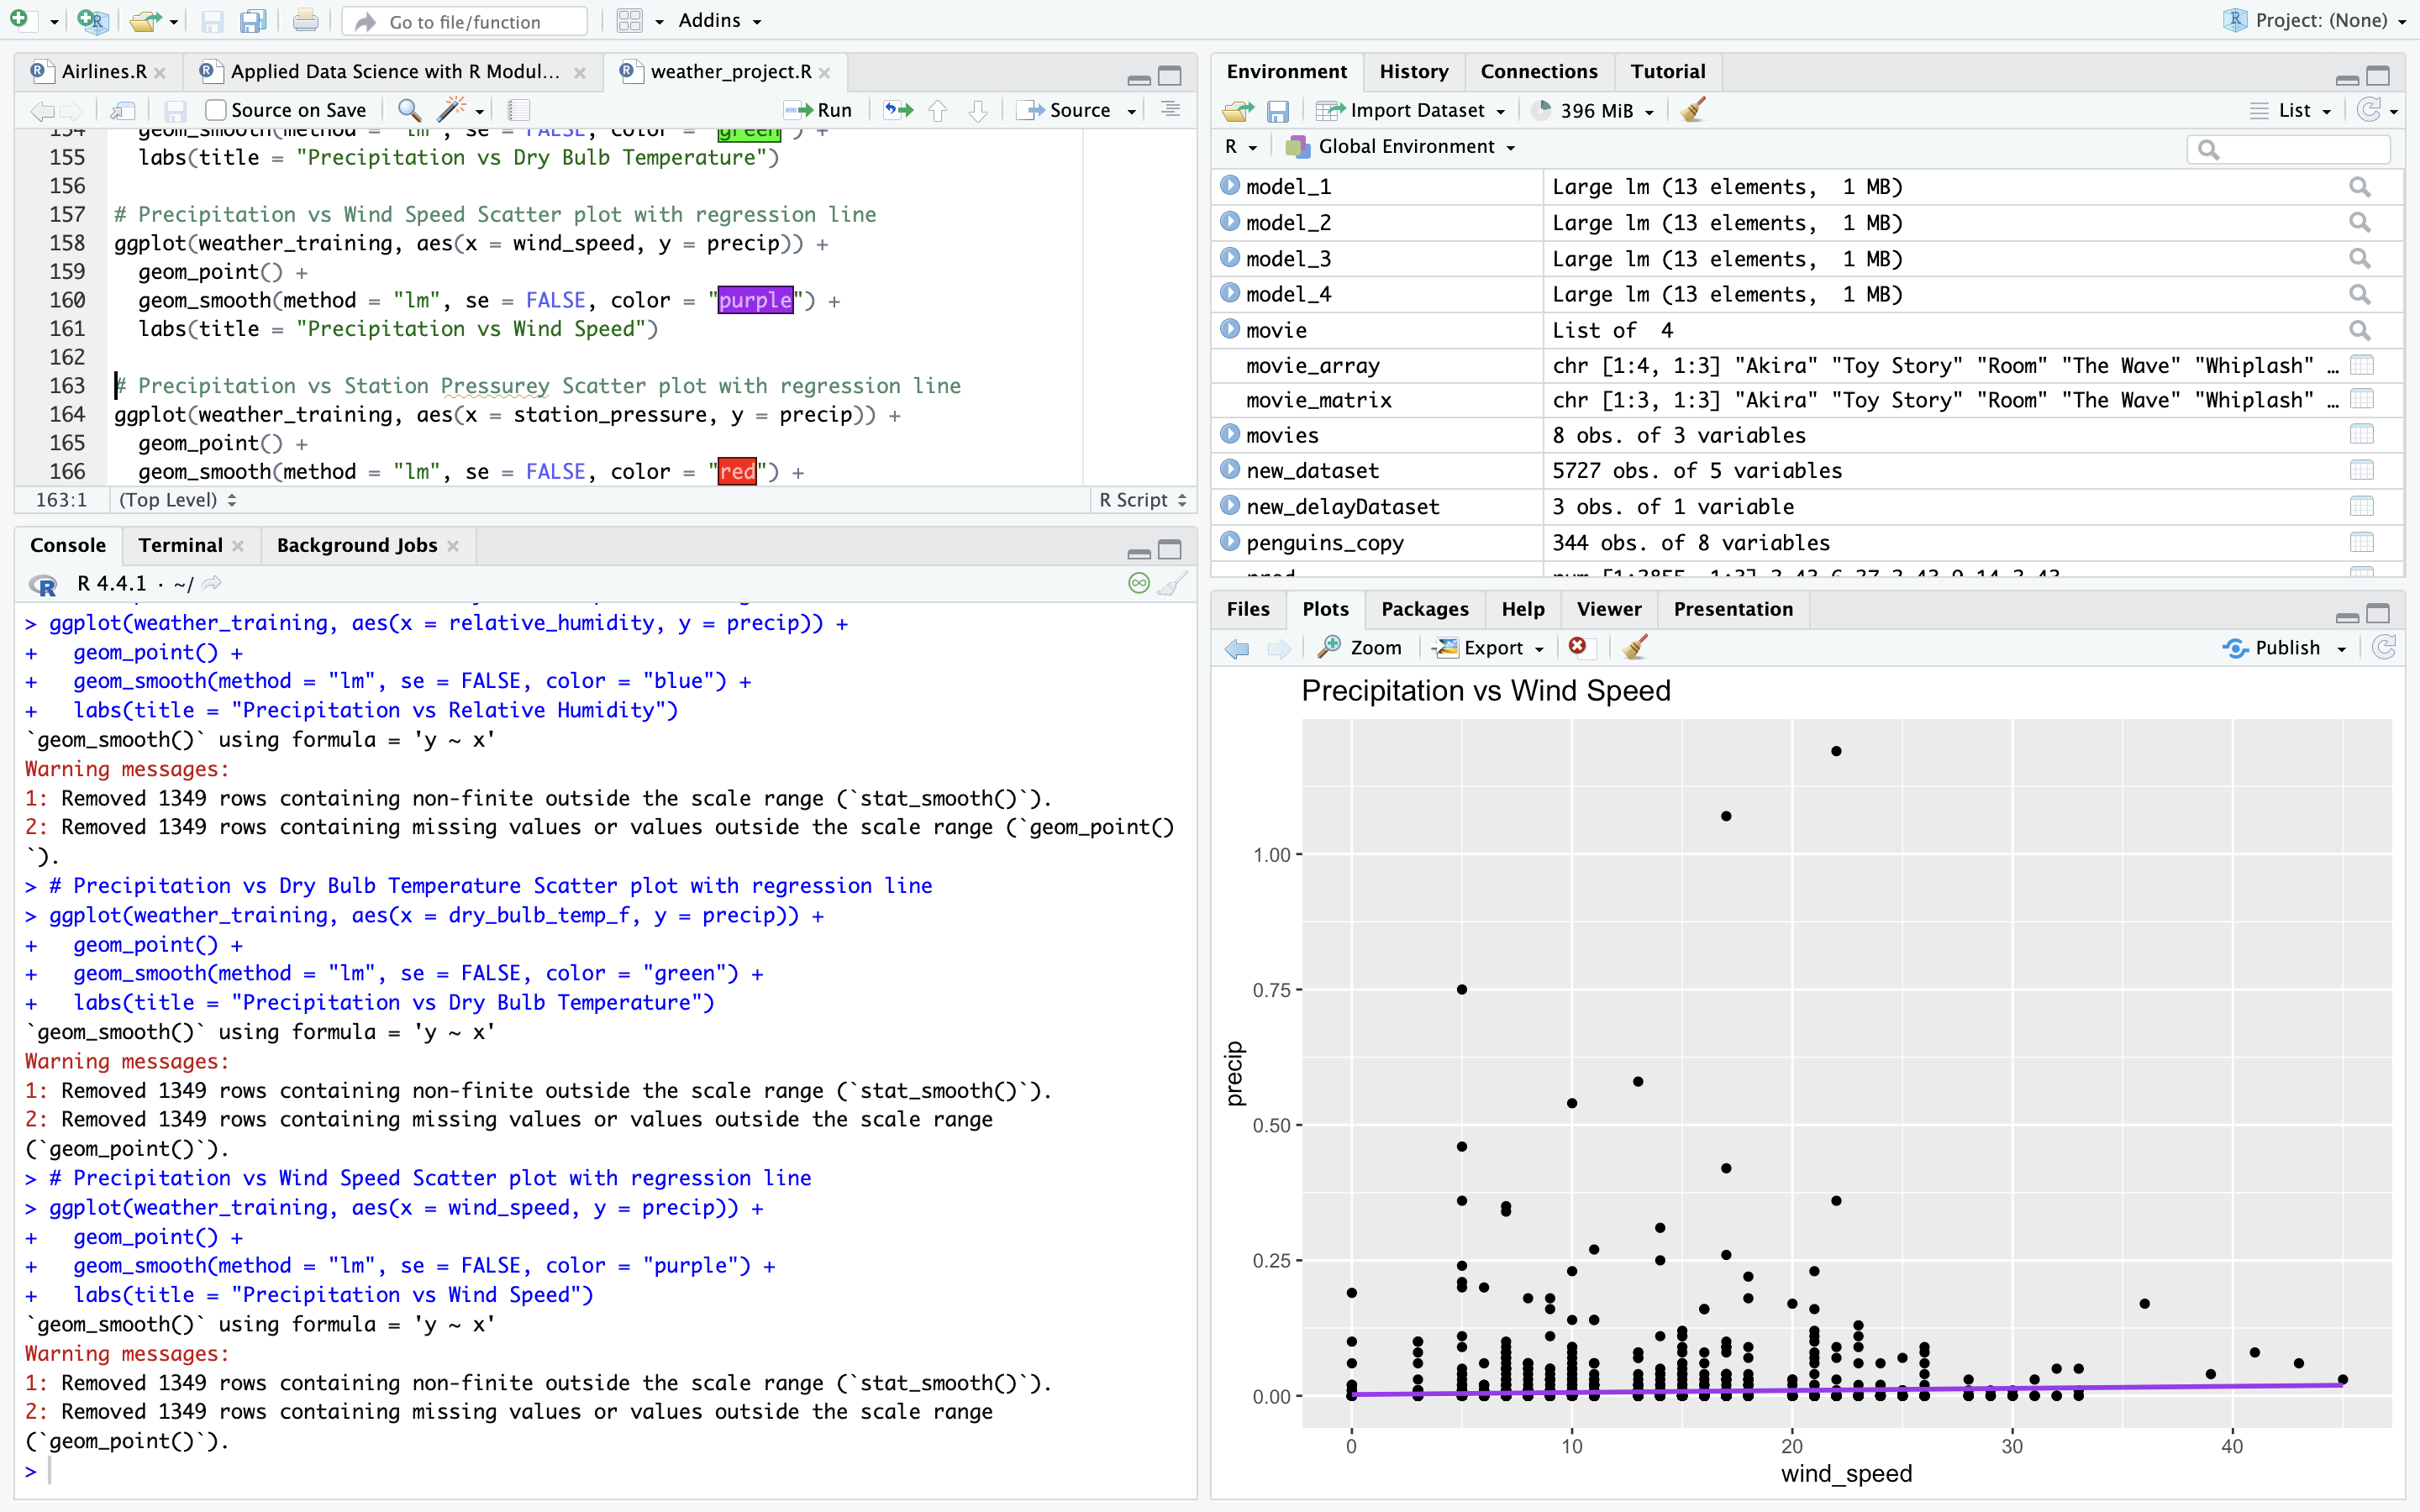 Go to file/function
Addins
Project: (None)
Airlines.R
Applied Data Science with R Modul...
weather_project.R
Source on Save
Run
Source
154 geom_smooth(method = "lm", se = FALSE, color = "green") +
155 labs(title = "Precipitation vs Dry Bulb Temperature")
156
157 # Precipitation vs Wind Speed Scatter plot with regression line
158 ggplot(weather_training, aes(x = wind_speed, y = precip)) +
159 geom_point() +
160 geom_smooth(method = "lm", se = FALSE, color = "purple") +
161 labs(title = "Precipitation vs Wind Speed")
162
163 # Precipitation vs Station Pressurey Scatter plot with regression line
164 ggplot(weather_training, aes(x = station_pressure, y = precip)) +
165 geom_point() +
166 geom_smooth(method = "lm", se = FALSE, color = "red") +
163:1 (Top Level) R Script
Console Terminal Background Jobs
R 4.4.1 · ~/
> ggplot(weather_training, aes(x = relative_humidity, y = precip)) +
+ geom_point() +
+ geom_smooth(method = "lm", se = FALSE, color = "blue") +
+ labs(title = "Precipitation vs Relative Humidity")
`geom_smooth()` using formula = 'y ~ x'
Warning messages:
1: Removed 1349 rows containing non-finite outside the scale range (`stat_smooth()`).
2: Removed 1349 rows containing missing values or values outside the scale range (`geom_point()
`).
> # Precipitation vs Dry Bulb Temperature Scatter plot with regression line
> ggplot(weather_training, aes(x = dry_bulb_temp_f, y = precip)) +
+ geom_point() +
+ geom_smooth(method = "lm", se = FALSE, color = "green") +
+ labs(title = "Precipitation vs Dry Bulb Temperature")
`geom_smooth()` using formula = 'y ~ x'
Warning messages:
1: Removed 1349 rows containing non-finite outside the scale range (`stat_smooth()`).
2: Removed 1349 rows containing missing values or values outside the scale range
(`geom_point()`).
> # Precipitation vs Wind Speed Scatter plot with regression line
> ggplot(weather_training, aes(x = wind_speed, y = precip)) +
+ geom_point() +
+ geom_smooth(method = "lm", se = FALSE, color = "purple") +
+ labs(title = "Precipitation vs Wind Speed")
`geom_smooth()` using formula = 'y ~ x'
Warning messages:
1: Removed 1349 rows containing non-finite outside the scale range (`stat_smooth()`).
2: Removed 1349 rows containing missing values or values outside the scale range
(`geom_point()`).
>
Environment History Connections Tutorial
Import Dataset 396 MiB List
R Global Environment
model_1 Large lm (13 elements, 1 MB)
model_2 Large lm (13 elements, 1 MB)
model_3 Large lm (13 elements, 1 MB)
model_4 Large lm (13 elements, 1 MB)
movie List of 4
movie_array chr [1:4, 1:3] "Akira" "Toy Story" "Room" "The Wave" "Whiplash" …
movie_matrix chr [1:3, 1:3] "Akira" "Toy Story" "Room" "The Wave" "Whiplash" …
movies 8 obs. of 3 variables
new_dataset 5727 obs. of 5 variables
new_delayDataset 3 obs. of 1 variable
penguins_copy 344 obs. of 8 variables
Files Plots Packages Help Viewer Presentation
Zoom Export Publish
Precipitation vs Wind Speed
1.00
0.75
precip
0.50
0.25
0.00
0 10 20 30 40
wind_speed